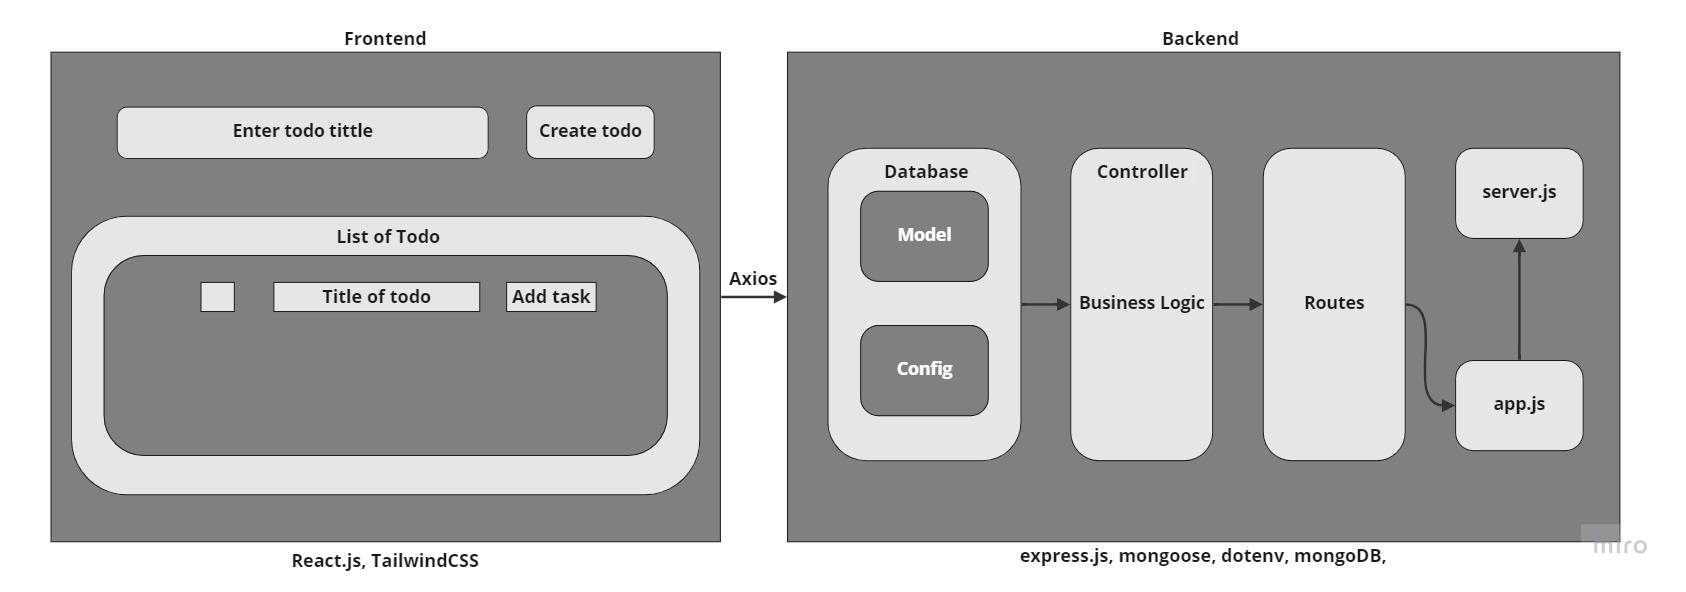 Frontend
Enter todo tittle
Create todo
List of Todo
Title of todo
Add task
React.js, TailwindCSS
Axios
Backend
Database
Model
Config
Controller
Business Logic
Routes
server.js
app.js
express.js, mongoose, dotenv, mongoDB,
miro